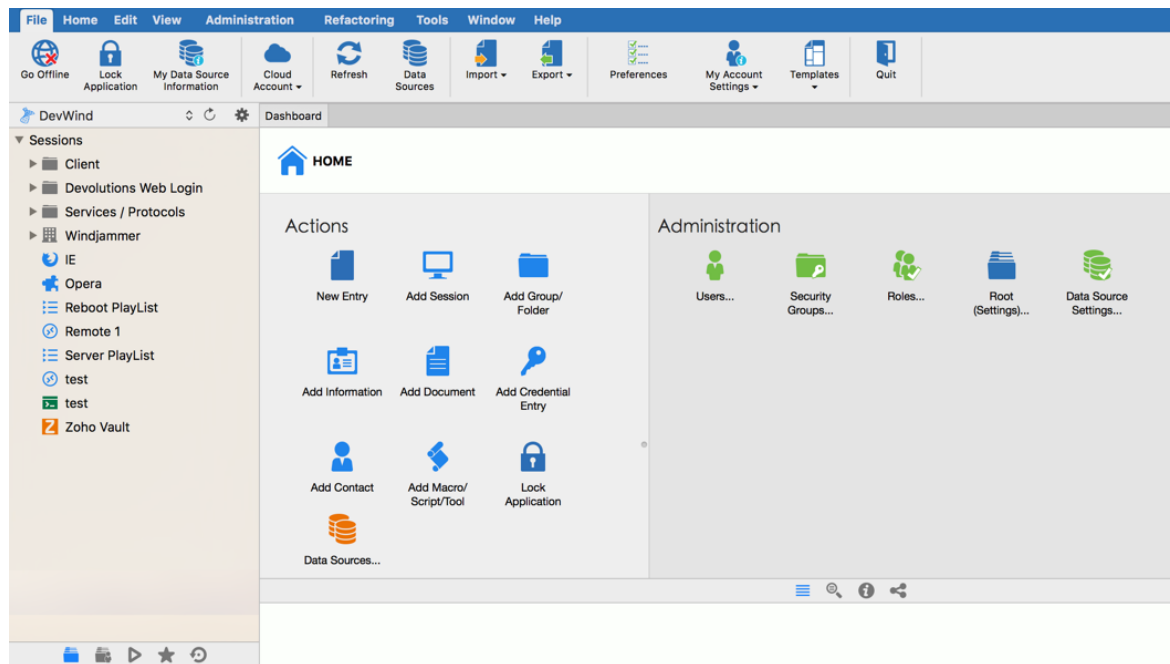 File Home Edit View Administration Refactoring Tools Window Help
Go Offline
Lock
Application
My Data Source
Information
Cloud
Account
Refresh
Data
Sources
Import
Export
Preferences
My Account
Settings
Templates
Quit
DevWind
Dashboard
Sessions
Client
Devolutions Web Login
Services / Protocols
Windjammer
IE
Opera
Reboot PlayList
Remote 1
Server PlayList
test
test
Zoho Vault
HOME
Actions
New Entry
Add Session
Add Group/
Folder
Add Information
Add Document
Add Credential
Entry
Add Contact
Add Macro/
Script/Tool
Lock
Application
Data Sources...
Administration
Users...
Security
Groups...
Roles...
Root
(Settings)...
Data Source
Settings...